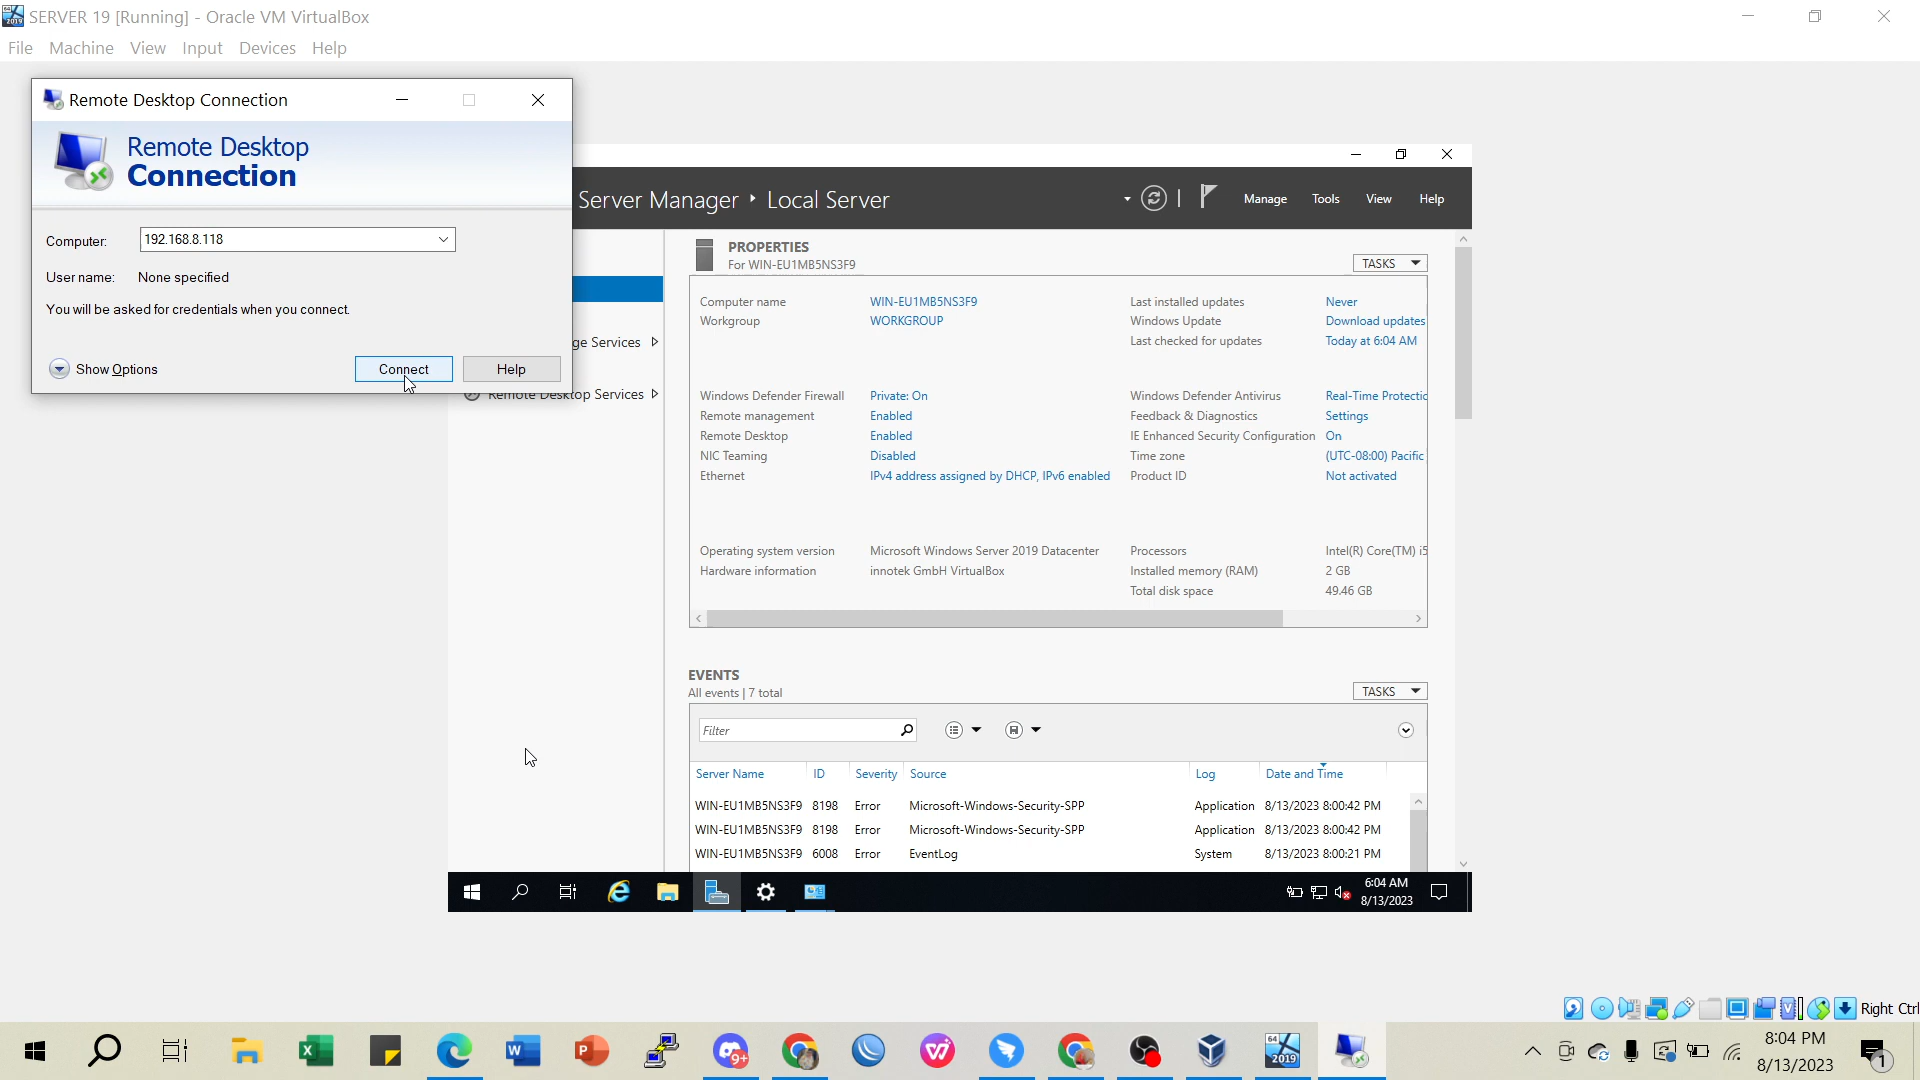 SERVER 19 [Running] - Oracle VM VirtualBox
File Machine View Input Devices Help
Remote Desktop Connection
Remote Desktop
Connection
Computer: 192.168.8.118
User name: None specified
You will be asked for credentials when you connect.
Show Options Connect Help
Server Manager Local Server Manage Tools View Help
ge Services
Remote Desktop Services
PROPERTIES
For WIN-EU1MB5NS3F9
TASKS
Computer name WIN-EU1MB5NS3F9 Last installed updates Never
Workgroup WORKGROUP Windows Update Download updates
Last checked for updates Today at 6:04 AM
Windows Defender Firewall Private: On Windows Defender Antivirus Real-Time Protectic
Remote management Enabled Feedback & Diagnostics Settings
Remote Desktop Enabled IE Enhanced Security Configuration On
NIC Teaming Disabled Time zone (UTC-08:00) Pacific
Ethernet IPv4 address assigned by DHCP, IPv6 enabled Product ID Not activated
Operating system version Microsoft Windows Server 2019 Datacenter Processors Intel(R) Core(TM) i5
Hardware information innotek GmbH VirtualBox Installed memory (RAM) 2 GB
Total disk space 49.46 GB
EVENTS
All events | 7 total
TASKS
Filter
Server Name ID Severity Source Log Date and Time
WIN-EU1MB5NS3F9 8198 Error Microsoft-Windows-Security-SPP Application 8/13/2023 8:00:42 PM
WIN-EU1MB5NS3F9 8198 Error Microsoft-Windows-Security-SPP Application 8/13/2023 8:00:42 PM
WIN-EU1MB5NS3F9 6008 Error EventLog System 8/13/2023 8:00:21 PM
6:04 AM
8/13/2023
Right Ctrl
8:04 PM
8/13/2023
1
9+
64
2019